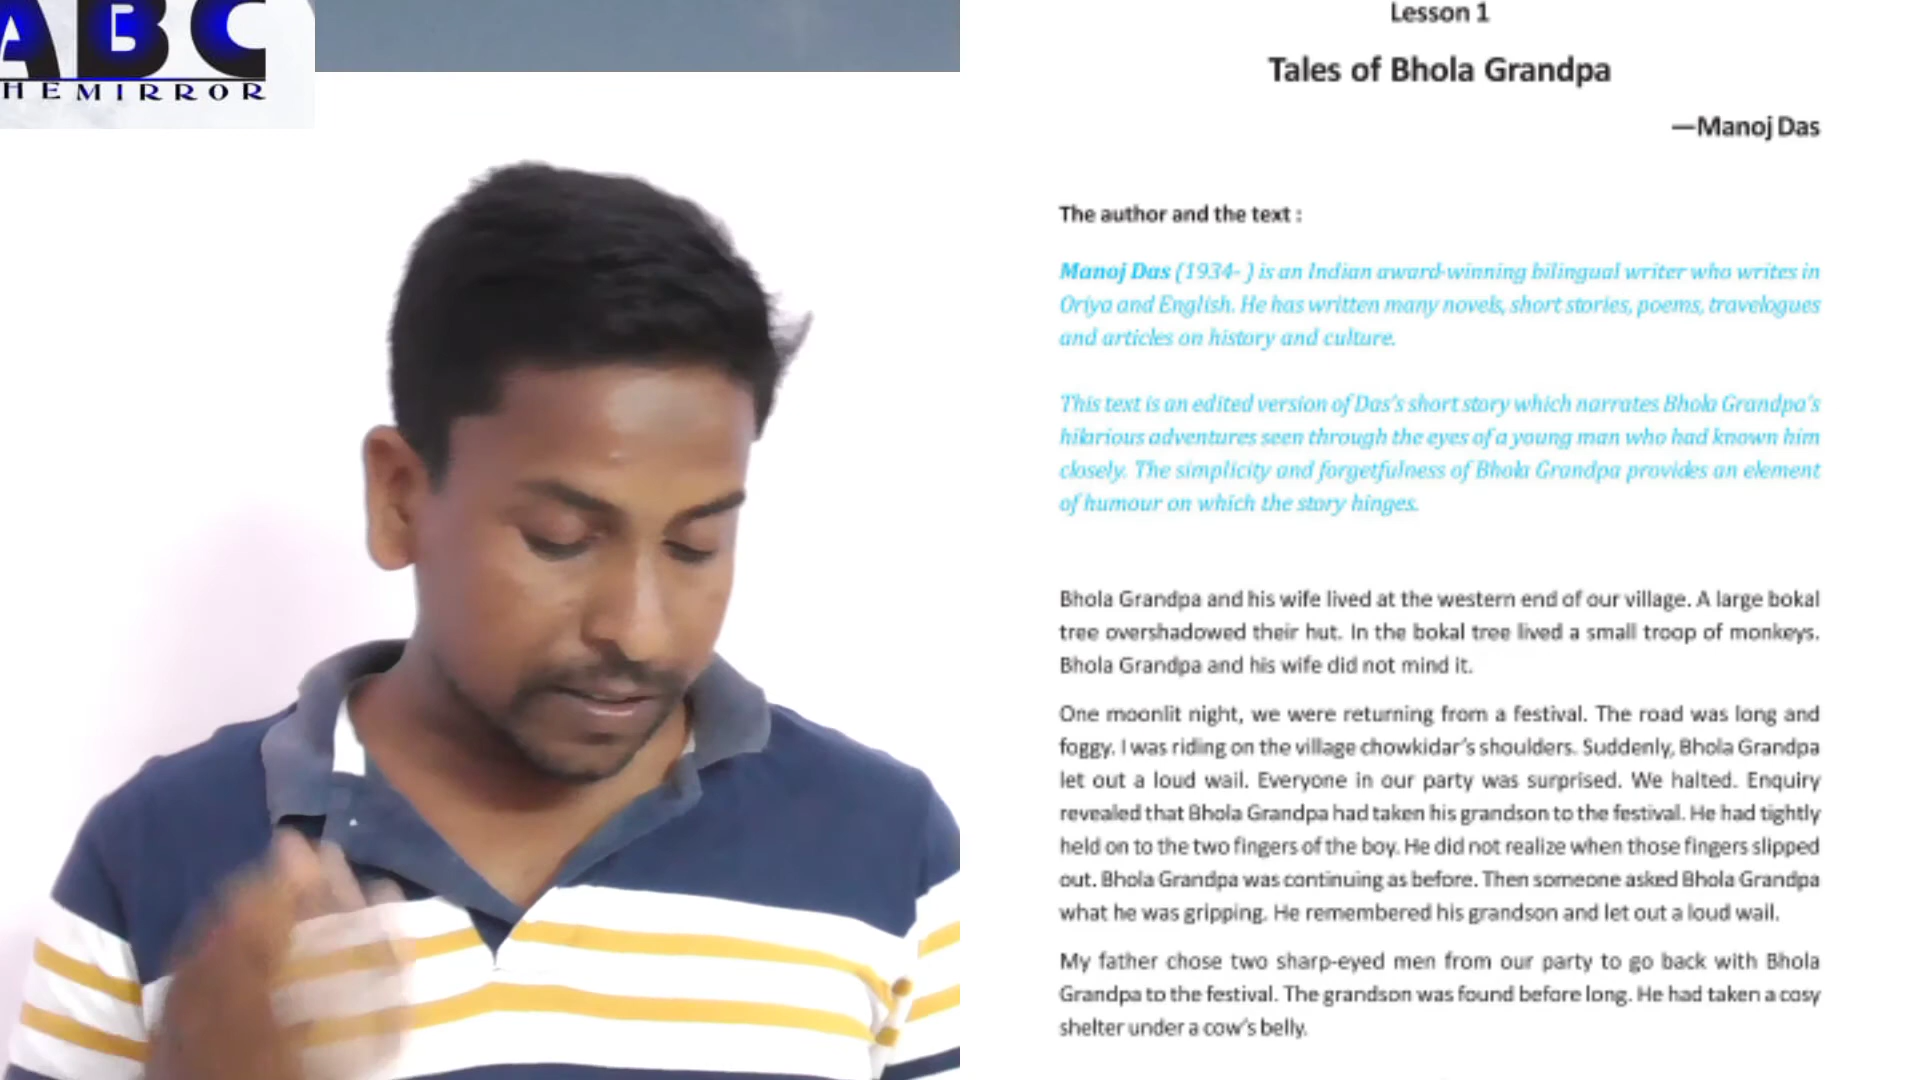 ABC
HEMIRROR
Lesson 1
Tales of Bhola Grandpa
—Manoj Das
The author and the text :
Manoj Das (1934- ) is an Indian award-winning bilingual writer who writes in
Oriya and English. He has written many novels, short stories, poems, travelogues
and articles on history and culture.
This text is an edited version of Das's short story which narrates Bhola Grandpa's
hilarious adventures seen through the eyes of a young man who had known him
closely. The simplicity and forgetfulness of Bhola Grandpa provides an element
of humour on which the story hinges.
Bhola Grandpa and his wife lived at the western end of our village. A large bokal
tree overshadowed their hut. In the bokal tree lived a small troop of monkeys.
Bhola Grandpa and his wife did not mind it.
One moonlit night, we were returning from a festival. The road was long and
foggy. I was riding on the village chowkidar's shoulders. Suddenly, Bhola Grandpa
let out a loud wail. Everyone in our party was surprised. We halted. Enquiry
revealed that Bhola Grandpa had taken his grandson to the festival. He had tightly
held on to the two fingers of the boy. He did not realize when those fingers slipped
out. Bhola Grandpa was continuing as before. Then someone asked Bhola Grandpa
what he was gripping. He remembered his grandson and let out a loud wail.
My father chose two sharp-eyed men from our party to go back with Bhola
Grandpa to the festival. The grandson was found before long. He had taken a cosy
shelter under a cow's belly.